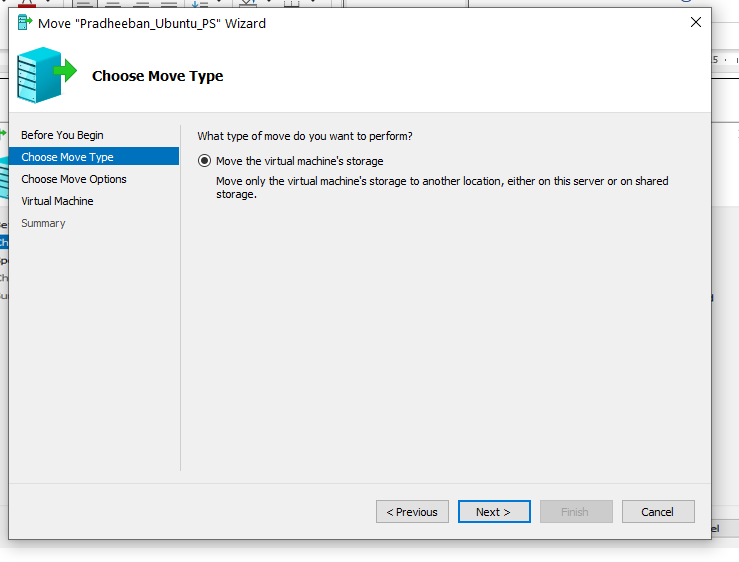 Move "Pradheeban_Ubuntu_PS" Wizard
Choose Move Type
Before You Begin
Choose Move Type
Choose Move Options
Virtual Machine
Summary
What type of move do you want to perform?
Move the virtual machine's storage
Move only the virtual machine's storage to another location, either on this server or on shared
storage.
< Previous
Next >
Finish
Cancel